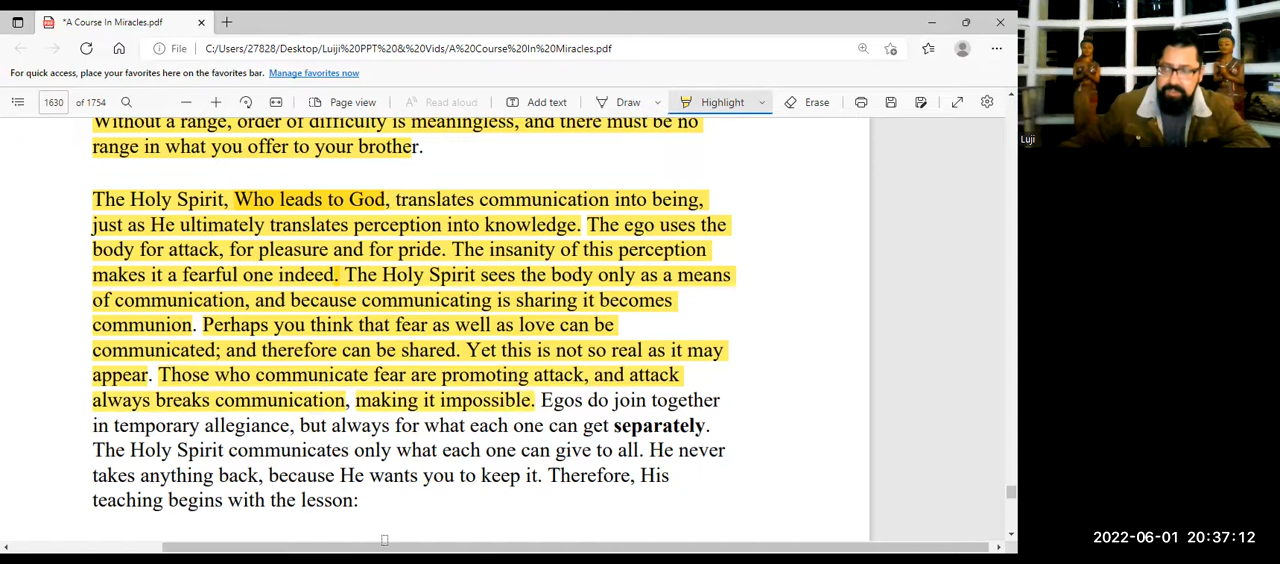 *A Course In Miracles.pdf
File C:/Users/27828/Desktop/Luiji%20PPT%20&%20Vids/A%20Course%20In%20Miracles.pdf
For quick access, place your favorites here on the favorites bar. Manage favorites now
1630 of 1754 Page view Read aloud Add text Draw Highlight Erase
Without a range, order of difficulty is meaningless, and there must be no
range in what you offer to your brother.
The Holy Spirit, Who leads to God, translates communication into being,
just as He ultimately translates perception into knowledge. The ego uses the
body for attack, for pleasure and for pride. The insanity of this perception
makes it a fearful one indeed. The Holy Spirit sees the body only as a means
of communication, and because communicating is sharing it becomes
communion. Perhaps you think that fear as well as love can be
communicated; and therefore can be shared. Yet this is not so real as it may
appear. Those who communicate fear are promoting attack, and attack
always breaks communication, making it impossible. Egos do join together
in temporary allegiance, but always for what each one can get separately.
The Holy Spirit communicates only what each one can give to all. He never
takes anything back, because He wants you to keep it. Therefore, His
teaching begins with the lesson:
Luji
2022-06-01 20:37:12